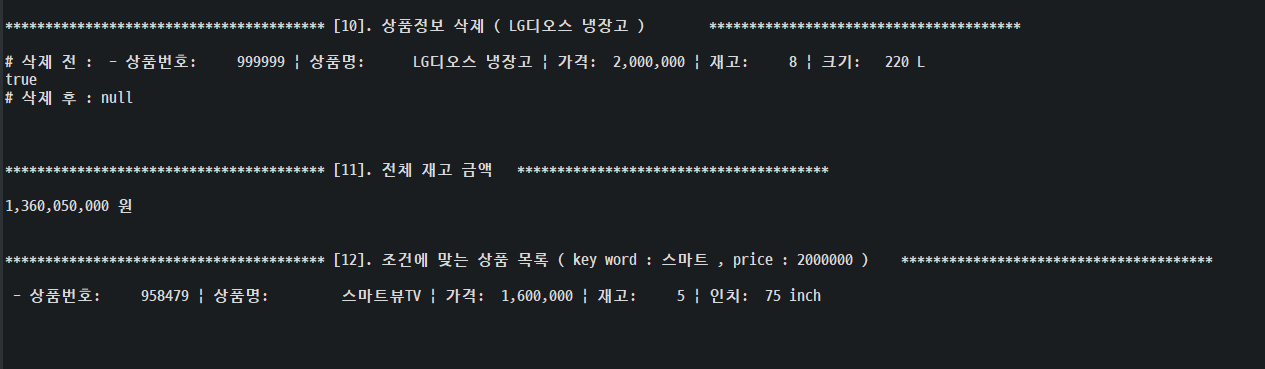 **************************************** [10]. 상품정보 삭제 ( LG디오스 냉장고 ) ***************************************
# 삭제 전 : - 상품번호: 999999 ¦ 상품명: LG디오스 냉장고 ¦ 가격: 2,000,000 ¦ 재고: 8 ¦ 크기: 220 L
true
# 삭제 후 : null
**************************************** [11]. 전체 재고 금액 ***************************************
1,360,050,000 원
**************************************** [12]. 조건에 맞는 상품 목록 ( key word : 스마트 , price : 2000000 ) ***************************************
- 상품번호: 958479 ¦ 상품명: 스마트뷰TV ¦ 가격: 1,600,000 ¦ 재고: 5 ¦ 인치: 75 inch